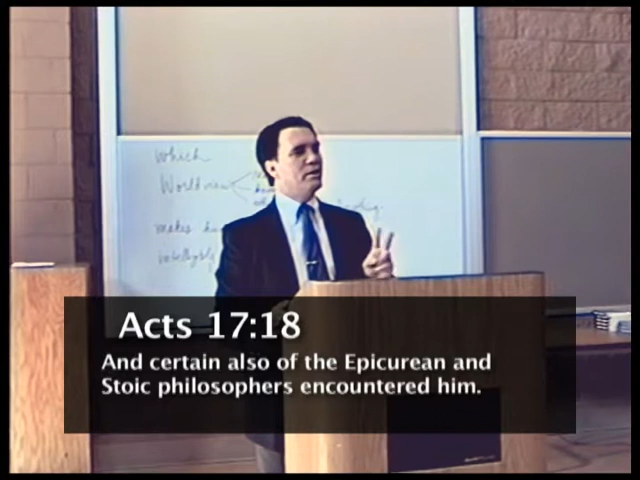 which
Worldview
makes
Acts 17:18
And certain also of the Epicurean and
Stoic philosophers encountered him.